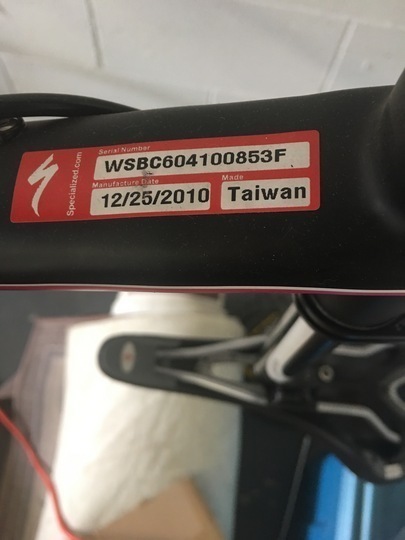 Specialized.com
Serial Number
WSBC604100853F
Manufacture Date
12/25/2010
Made
Taiwan